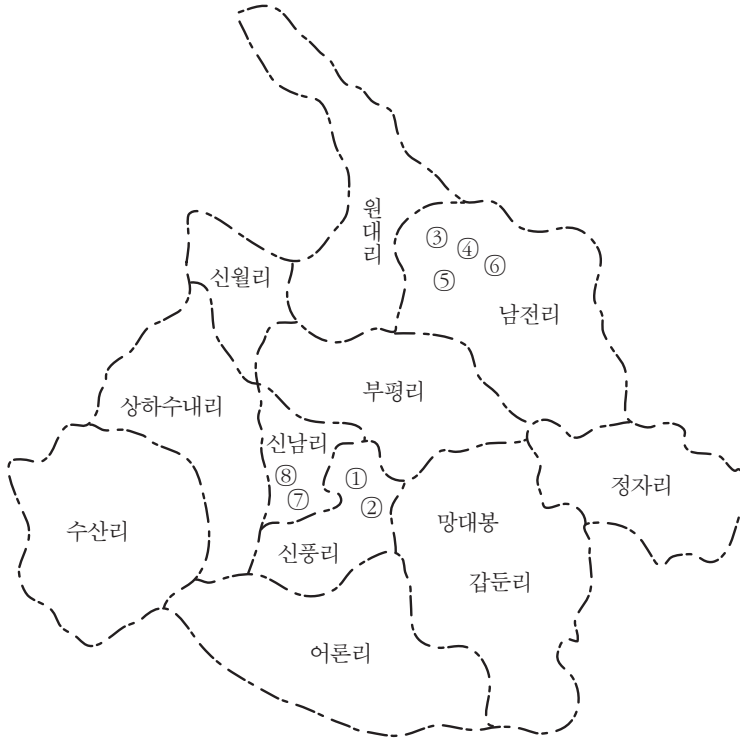 원대리
③
④
⑥
⑤
신월리
남전리
부평리
상하수내리
신남리
⑧
①
⑦
②
정자리
수산리
망대봉
신풍리
갑둔리
어론리